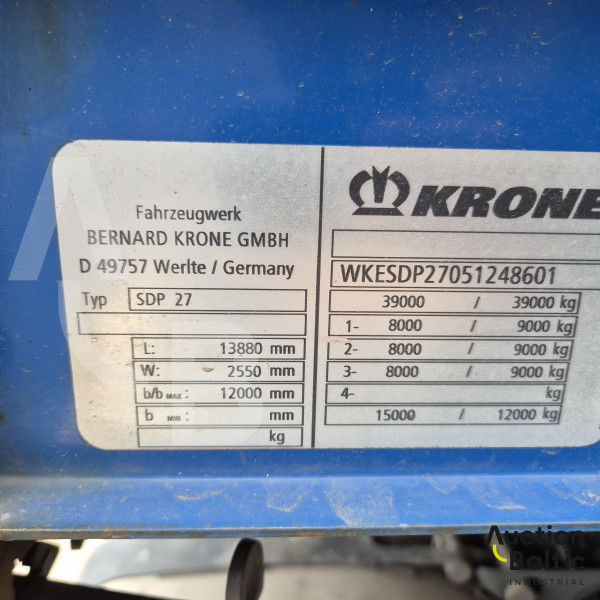 Fahrzeugwerk
BERNARD KRONE GMBH
D 49757 Werlte / Germany
Typ SDP 27
L: 13880 mm
W: 2550 mm
b/b MAX: 12000 mm
b MIN: mm
kg
KRONE
WKESDP27051248601
39000 / 39000 kg
1- 8000 / 9000 kg
2- 8000 / 9000 kg
3- 8000 / 9000 kg
4- kg
15000 / 12000 kg
Auction
Baltic
INDUSTRIAL